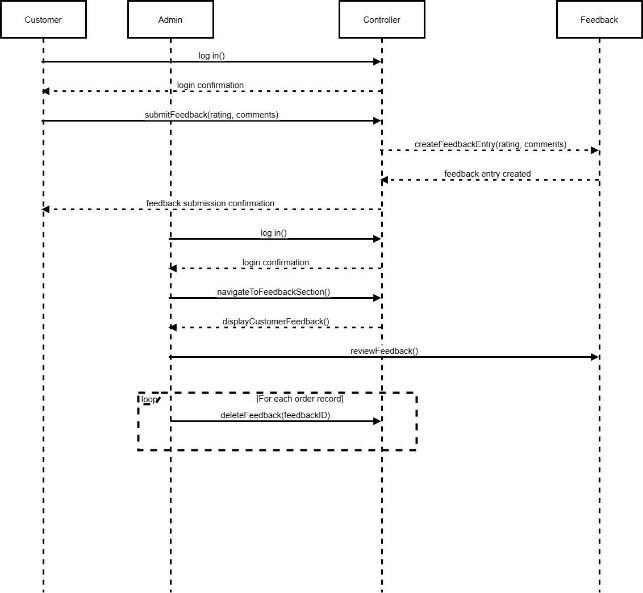 Customer
Admin
Controller
Feedback
log in()
login confirmation
submitFeedback(rating, comments)
createFeedbackEntry(rating, comments)
feedback entry created
feedback submission confirmation
log in()
login confirmation
navigateToFeedbackSection()
displayCustomerFeedback()
reviewFeedback()
loop
[For each order record]
deleteFeedback(feedbackID)